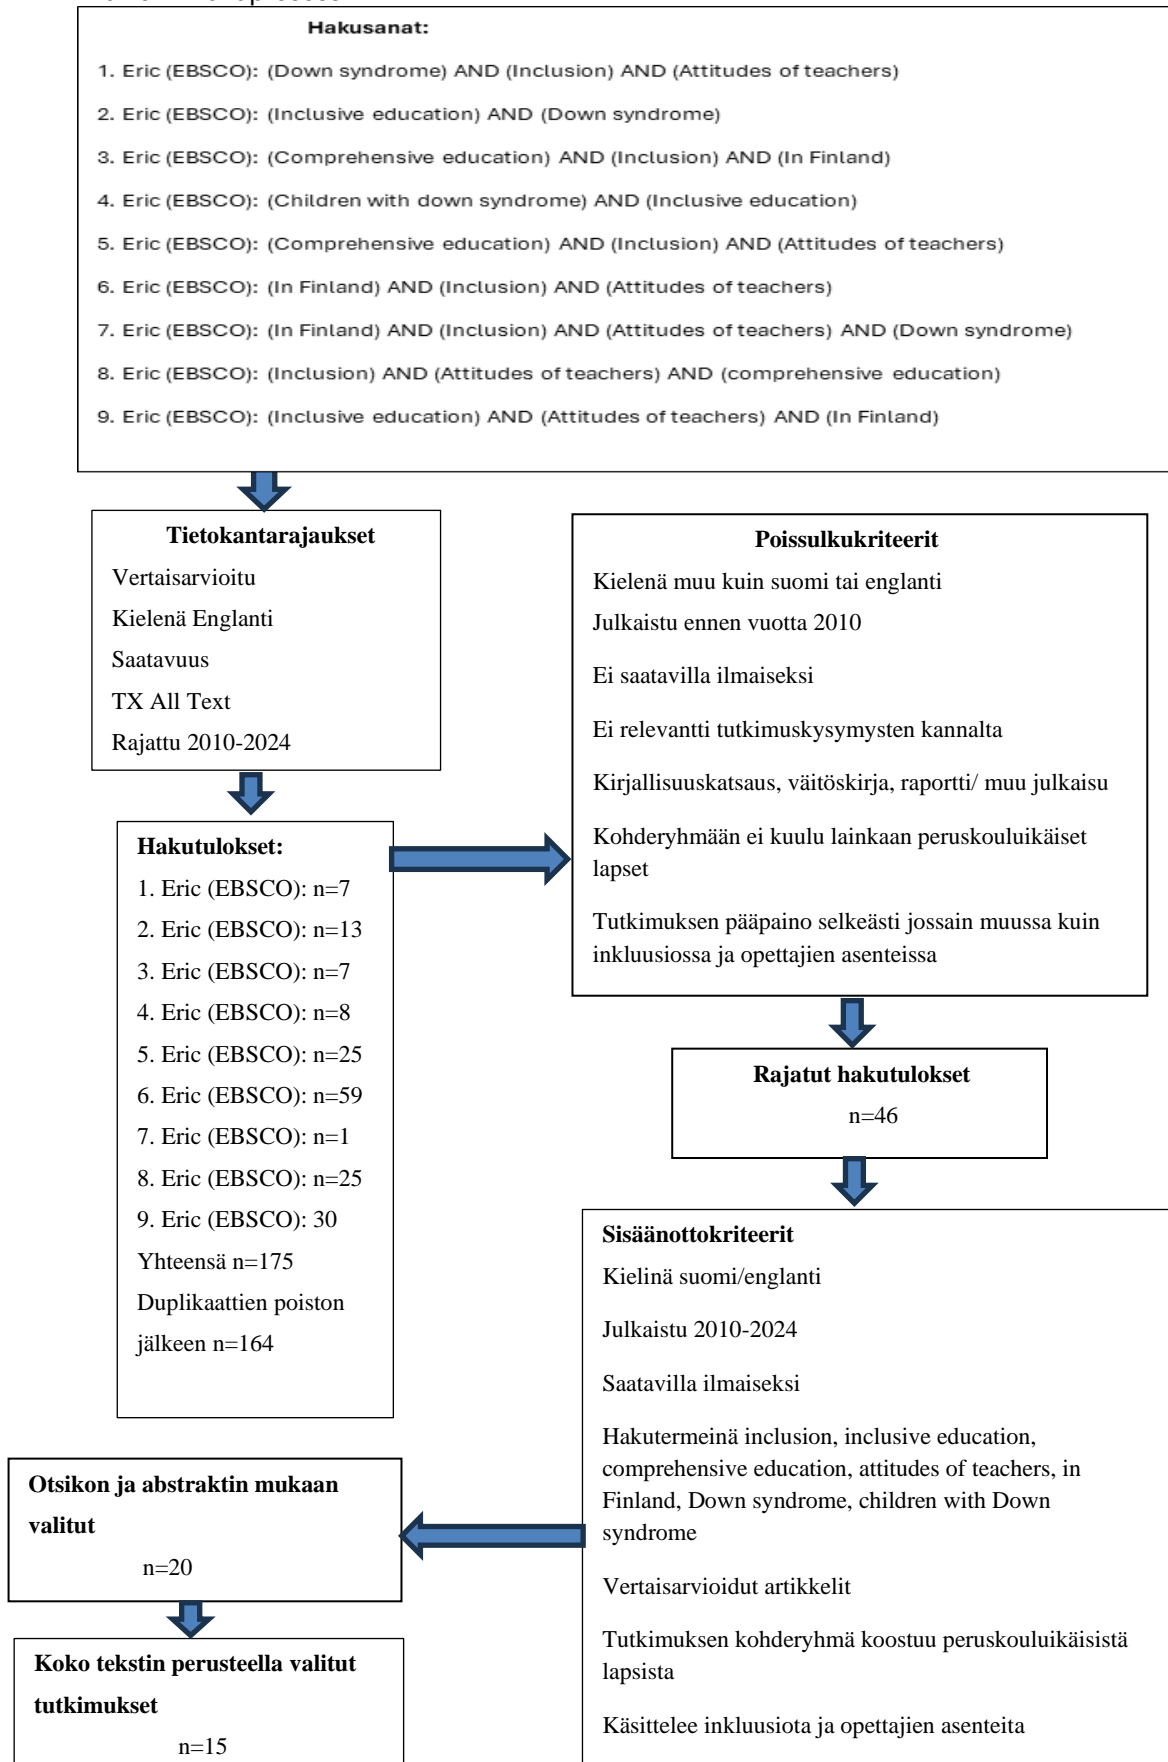 Hakusanat:
1. Eric (EBSCO): (Down syndrome) AND (Inclusion) AND (Attitudes of teachers)
2. Eric (EBSCO): (Inclusive education) AND (Down syndrome)
3. Eric (EBSCO): (Comprehensive education) AND (Inclusion) AND (In Finland)
4. Eric (EBSCO): (Children with down syndrome) AND (Inclusive education)
5. Eric (EBSCO): (Comprehensive education) AND (Inclusion) AND (Attitudes of teachers)
6. Eric (EBSCO): (In Finland) AND (Inclusion) AND (Attitudes of teachers)
7. Eric (EBSCO): (In Finland) AND (Inclusion) AND (Attitudes of teachers) AND (Down syndrome)
8. Eric (EBSCO): (Inclusion) AND (Attitudes of teachers) AND (comprehensive education)
9. Eric (EBSCO): (Inclusive education) AND (Attitudes of teachers) AND (In Finland)
Tietokantarajaukset
Vertaisarvioitu
Kielenä Englanti
Saatavuus
TX All Text
Rajattu 2010-2024
Hakutulokset:
1. Eric (EBSCO): n=7
2. Eric (EBSCO): n=13
3. Eric (EBSCO): n=7
4. Eric (EBSCO): n=8
5. Eric (EBSCO): n=25
6. Eric (EBSCO): n=59
7. Eric (EBSCO): n=1
8. Eric (EBSCO): n=25
9. Eric (EBSCO): 30
Yhteensä n=175
Duplikaattien poiston
jälkeen n=164
Poissulkukriteerit
Kielenä muu kuin suomi tai englanti
Julkaistu ennen vuotta 2010
Ei saatavilla ilmaiseksi
Ei relevantti tutkimuskysymysten kannalta
Kirjallisuuskatsaus, väitöskirja, raportti/ muu julkaisu
Kohderyhmään ei kuulu lainkaan peruskouluikäiset
lapset
Tutkimuksen pääpaino selkeästi jossain muussa kuin
inkluusiossa ja opettajien asenteissa
Rajatut hakutulokset
n=46
Sisäänottokriteerit
Kielinä suomi/englanti
Julkaistu 2010-2024
Saatavilla ilmaiseksi
Hakutermeinä inclusion, inclusive education,
comprehensive education, attitudes of teachers, in
Finland, Down syndrome, children with Down
syndrome
Vertaisarvioidut artikkelit
Tutkimuksen kohderyhmä koostuu peruskouluikäisistä
lapsista
Käsittelee inkluusiota ja opettajien asenteita
Otsikon ja abstraktin mukaan
valitut
n=20
Koko tekstin perusteella valitut
tutkimukset
n=15